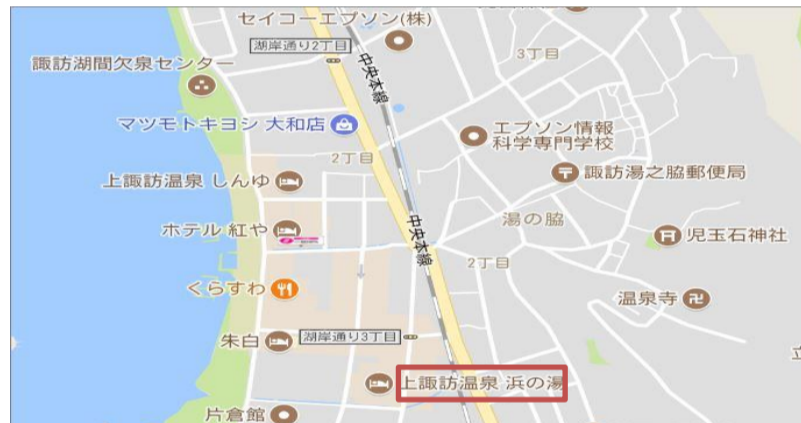 セイコーエプソン(株)
湖岸通り2丁目
3丁目
諏訪湖間欠泉センター
中央本線
マツモトキヨシ 大和店
エプソン情報
科学専門学校
2丁目
諏訪湯之脇郵便局
上諏訪温泉 しんゆ
湯の脇
ホテル 紅や
中央本線
児玉石神社
2丁目
くらすわ
温泉寺
朱白
湖岸通り3丁目
立
上諏訪温泉 浜の湯
片倉館